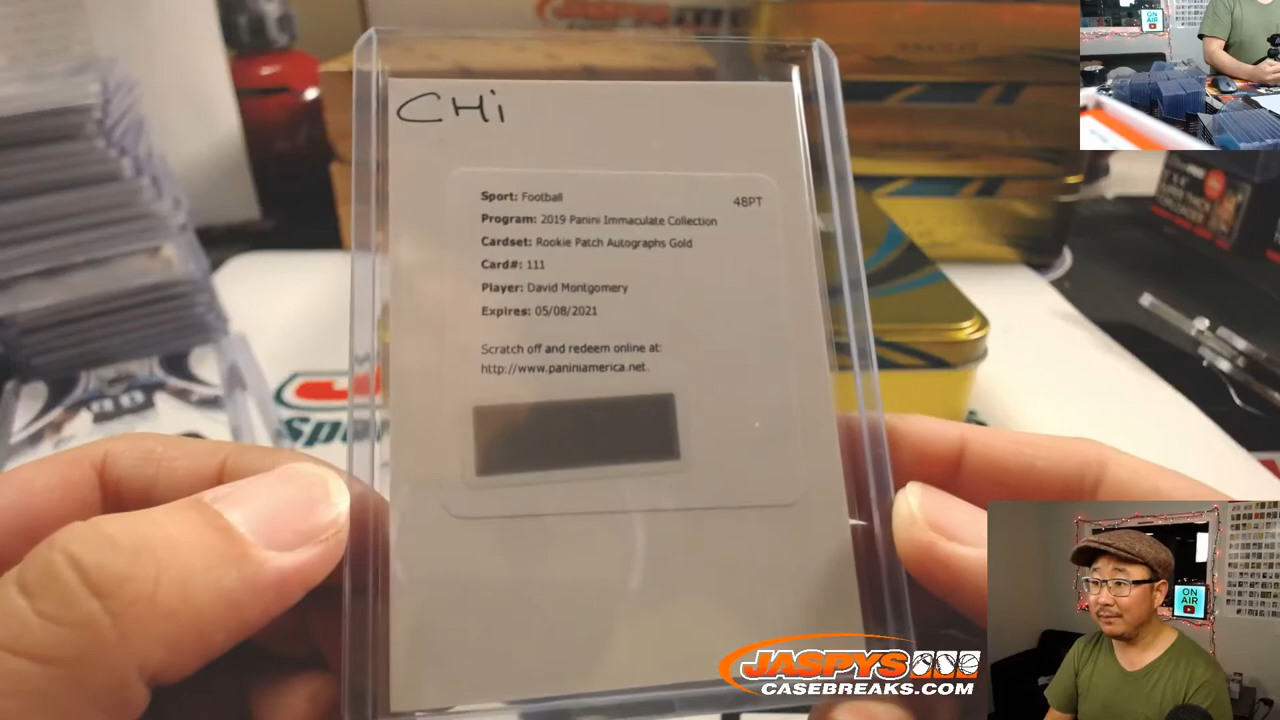 CHi
Sport: Football
48PT
Program: 2019 Panini Immaculate Collection
Cardset: Rookie Patch Autographs Gold
Card#: 111
Player: David Montgomery
Expires: 05/08/2021
Scratch off and redeem online at:
http://www.paniniamerica.net.
ON
AIR
ON
AIR
JASPYS
CASEBREAKS.COM